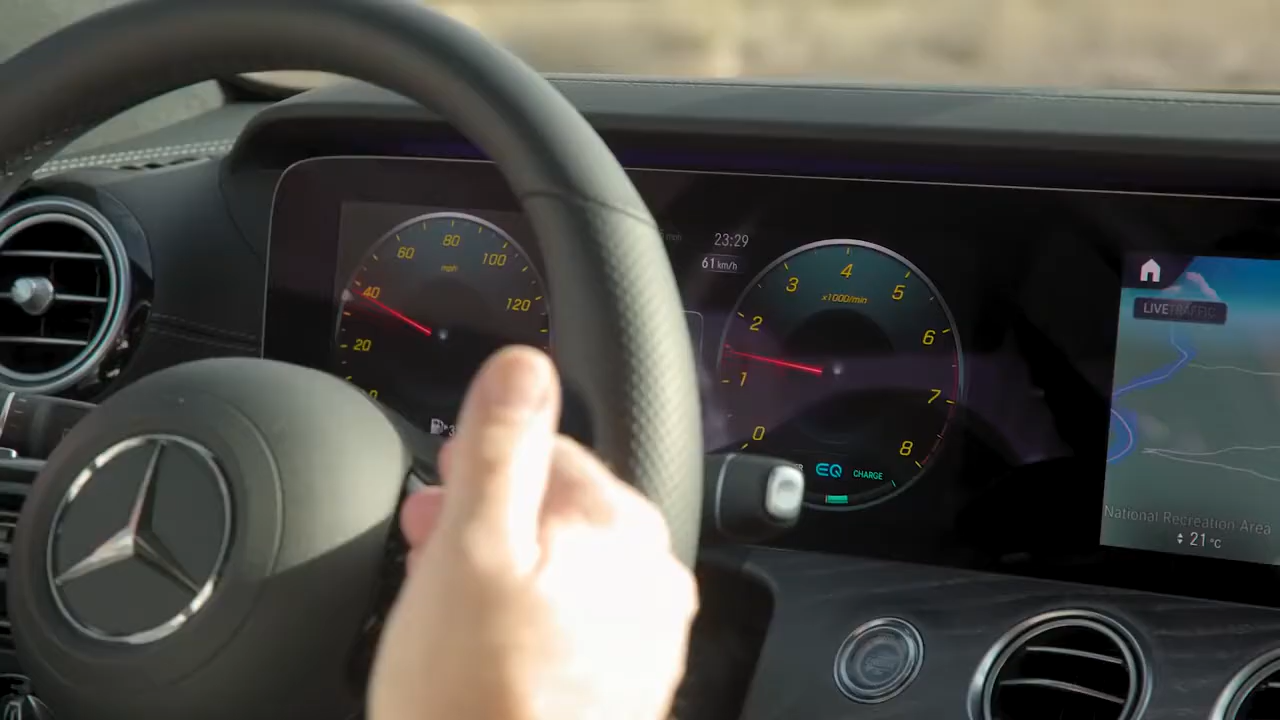 80
60
100
mph
40
120
20
23:29
61 km/h
4
3
5
x1000/min
2
6
1
7
0
8
EQ
CHARGE
LIVETRAFFIC
National Recreation Area
21°C